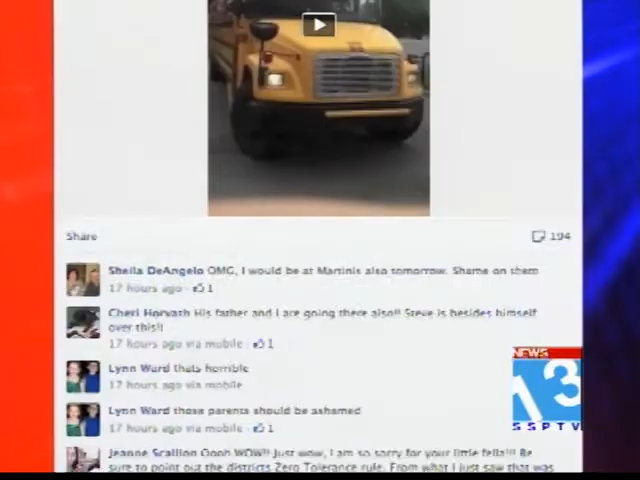 Share
194
Sheila DeAngelo OMG, I would be at Martinis also tomorrow. Shame on them
17 hours ago · 1
Cheri Horvath His father and I are going there also!! Steve is besides himself
over this!!
17 hours ago via mobile · 1
Lynn Ward thats horrible
17 hours ago via mobile
Lynn Ward those parents should be ashamed
17 hours ago via mobile · 1
NEWS
13
SSPTV
Jeanne Scallion Oooh WOW!! Just wow, I am so sorry for your little fella!!! Be
sure to point out the districts Zero Tolerance rule. From what I just saw that was